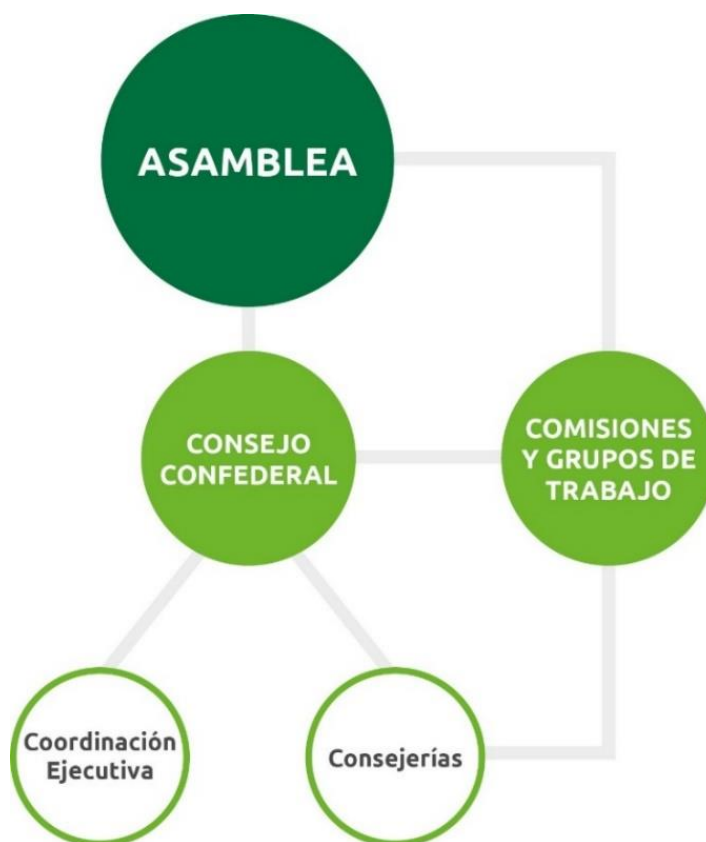 ASAMBLEA
CONSEJO
CONFEDERAL
COMISIONES
Y GRUPOS DE
TRABAJO
Coordinación
Ejecutiva
Consejerías